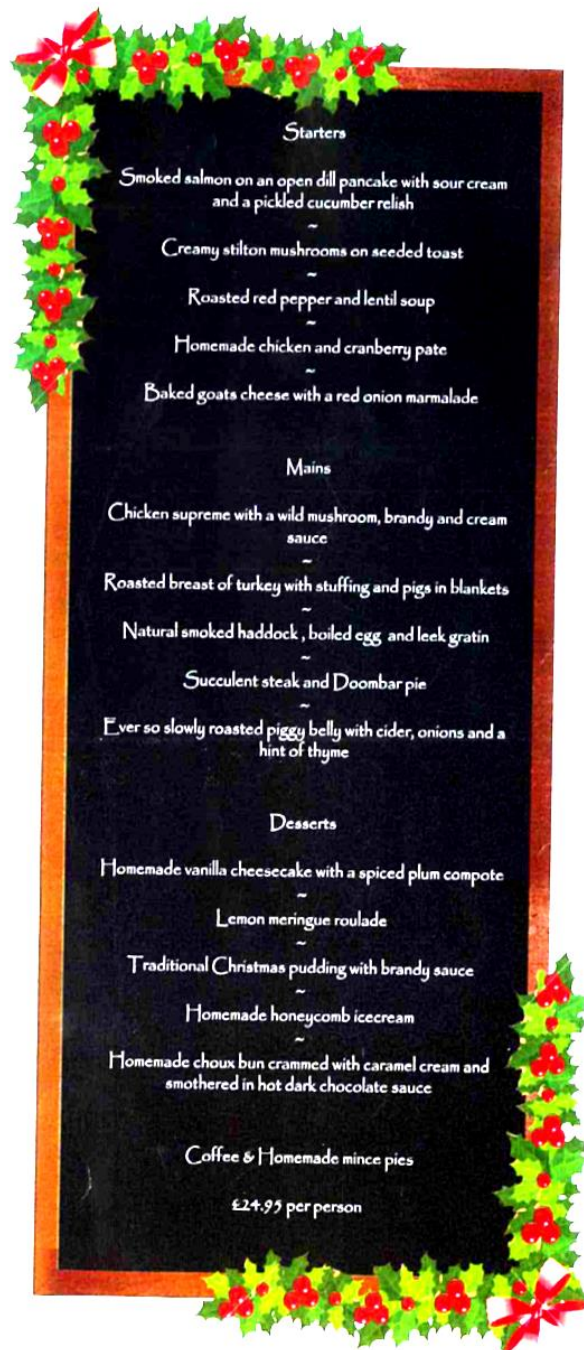 Starters
Smoked salmon on an open dill pancake with sour cream
and a pickled cucumber relish
~
Creamy stilton mushrooms on seeded toast
~
Roasted red pepper and lentil soup
~
Homemade chicken and cranberry pate
~
Baked goats cheese with a red onion marmalade
Mains
Chicken supreme with a wild mushroom, brandy and cream
sauce
~
Roasted breast of turkey with stuffing and pigs in blankets
~
Natural smoked haddock , boiled egg and leek gratin
~
Succulent steak and Doombar pie
~
Ever so slowly roasted piggy belly with cider, onions and a
hint of thyme
Desserts
Homemade vanilla cheesecake with a spiced plum compote
~
Lemon meringue roulade
~
Traditional Christmas pudding with brandy sauce
~
Homemade honeycomb icecream
~
Homemade choux bun crammed with caramel cream and
smothered in hot dark chocolate sauce
Coffee & Homemade mince pies
£24.95 per person